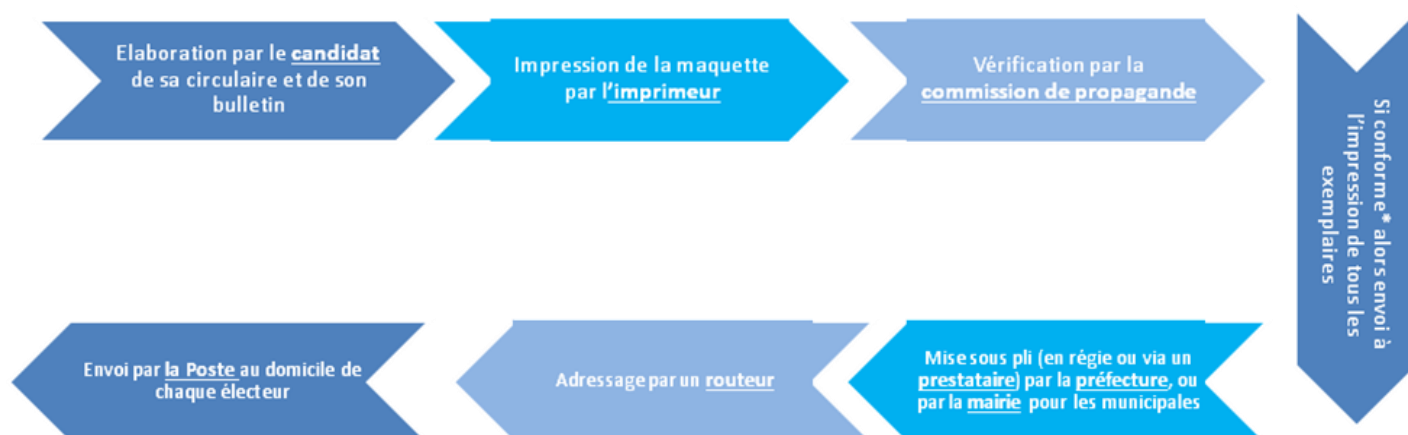 Elaboration par le candidat
de sa circulaire et de son
bulletin
Impression de la maquette
par l'imprimeur
Vérification par la
commission de propagande
Si conforme* alors envoi à
l'impression de tous les
exemplaires
Mise sous pli (en régie ou via un
prestataire) par la préfecture, ou
par la mairie pour les municipales
Adressage par un routeur
Envoi par la Poste au domicile de
chaque électeur